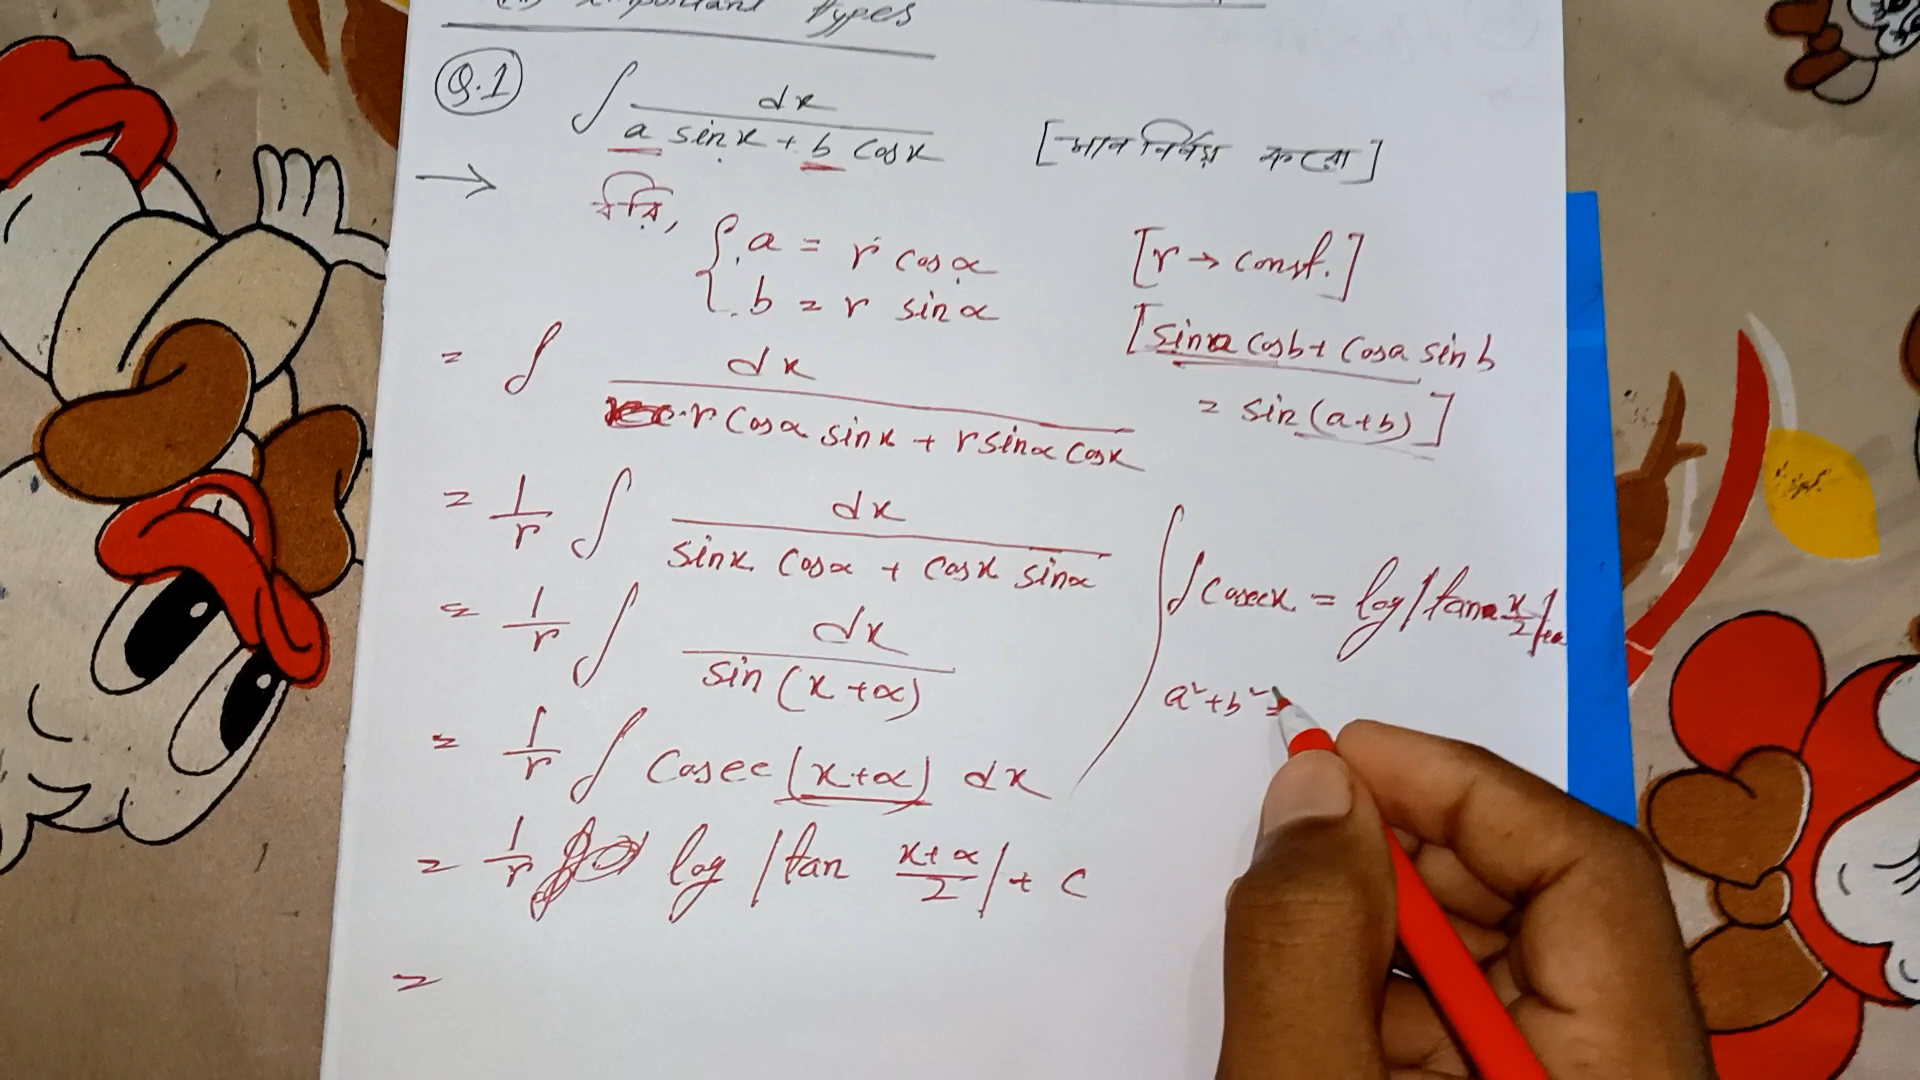 Important Types
Q.1 ∫ dx / (a sin x + b cos x) [মান নির্ণয় করো]
→ ধরি, { a = r cos α [r → const.]
b = r sin α
[sin a cos b + cos a sin b
= sin (a+b)]
= ∫ dx / (r cos α sin x + r sin α cos x)
= 1/r ∫ dx / (sin x cos α + cos x sin α)
∫ cosec x = log |tan x/2| + c
= 1/r ∫ dx / sin (x + α)
a² + b² =
= 1/r ∫ cosec (x + α) dx
= 1/r log |tan (x + α)/2| + c
=